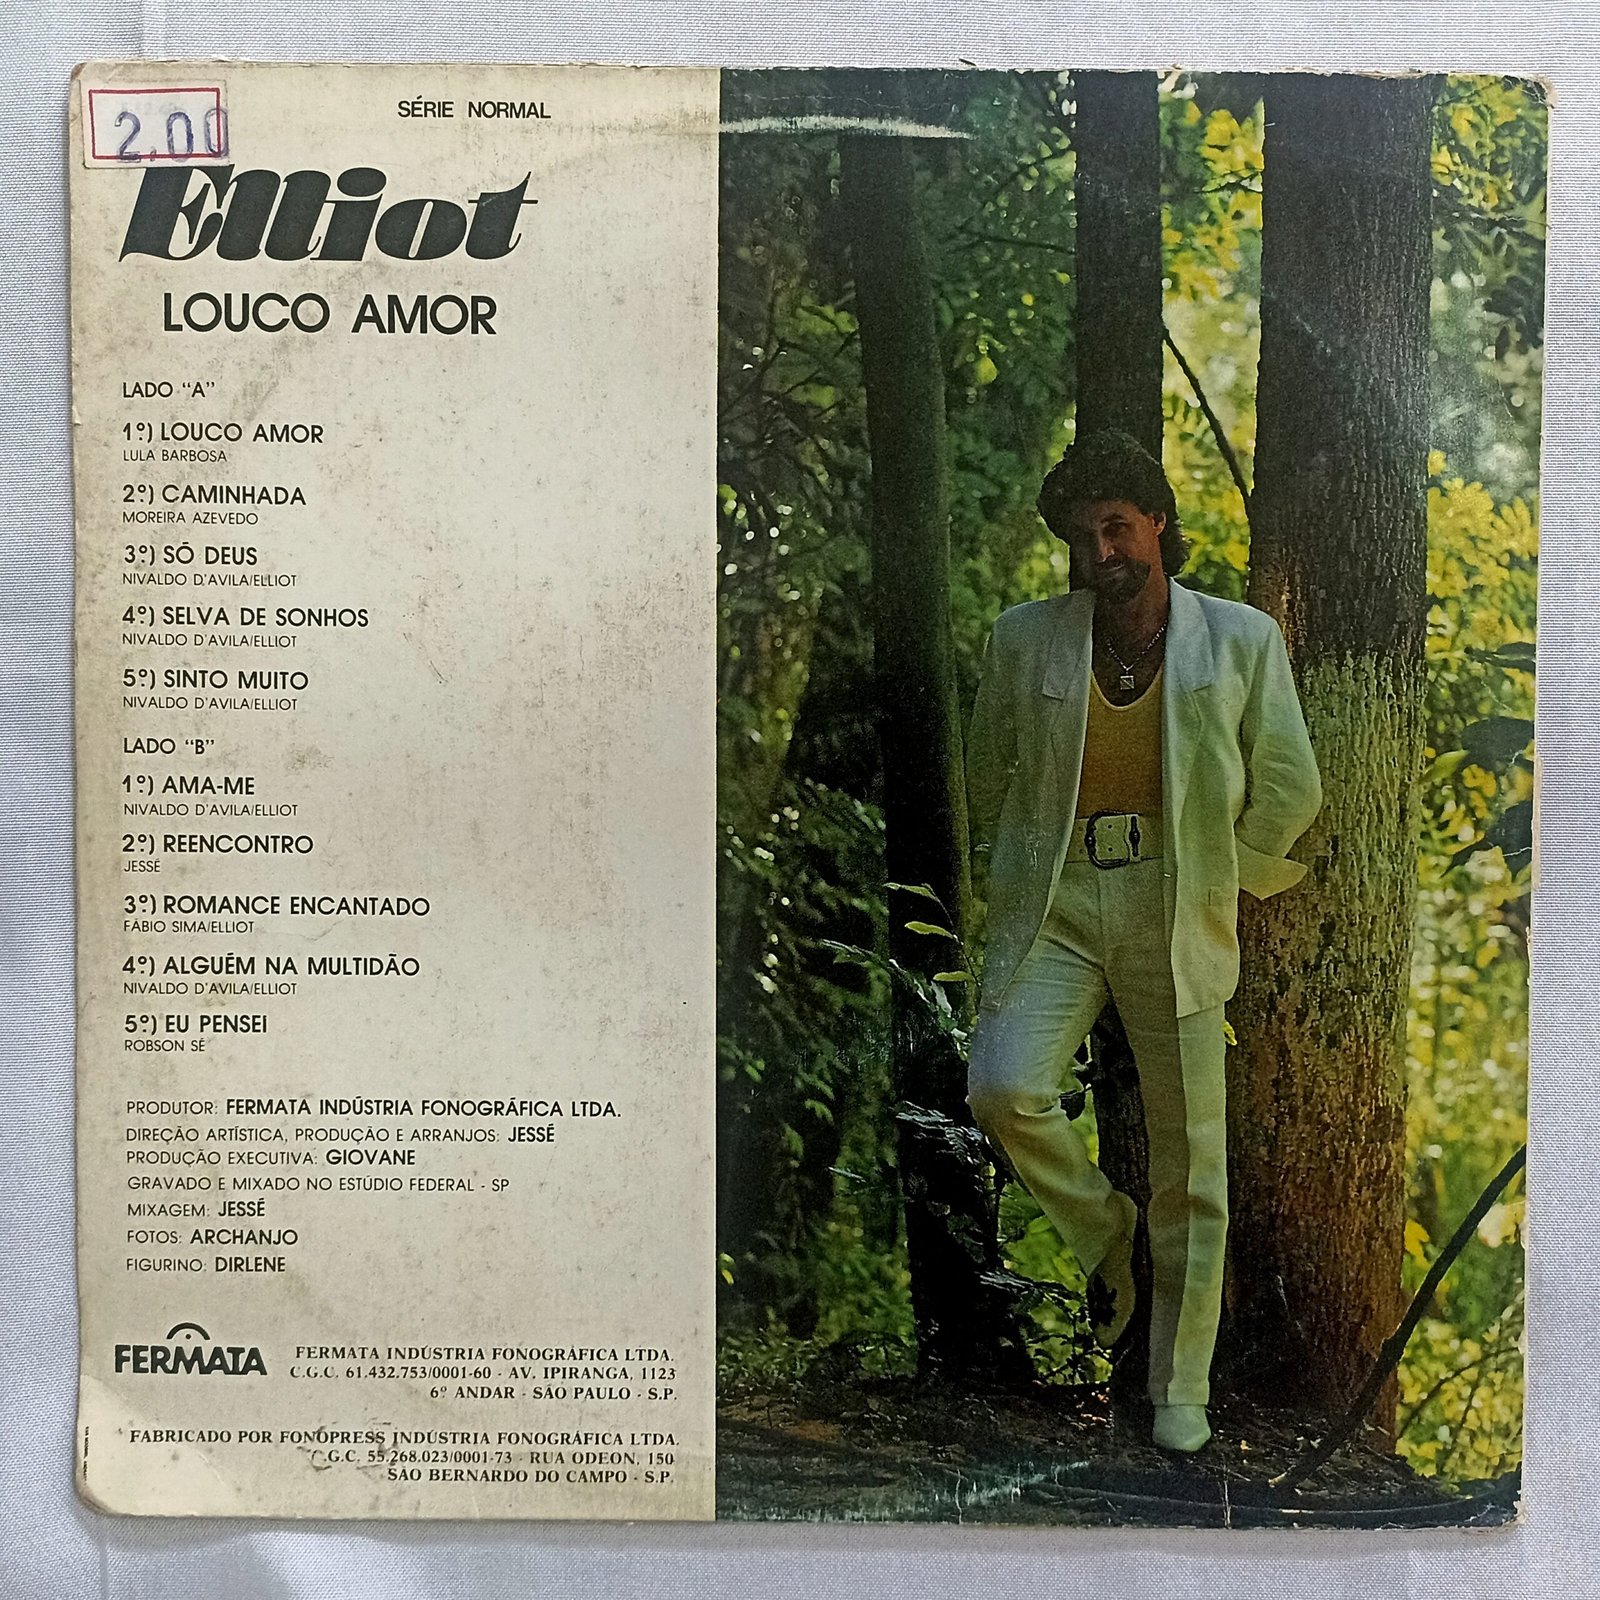 2.00
SÉRIE NORMAL
Elliot
LOUCO AMOR
LADO “A”
1º) LOUCO AMOR
LULA BARBOSA
2º) CAMINHADA
MOREIRA AZEVEDO
3º) SÓ DEUS
NIVALDO D'AVILA/ELLIOT
4º) SELVA DE SONHOS
NIVALDO D'AVILA/ELLIOT
5º) SINTO MUITO
NIVALDO D'AVILA/ELLIOT
LADO “B”
1º) AMA-ME
NIVALDO D'AVILA/ELLIOT
2º) REENCONTRO
JESSÉ
3º) ROMANCE ENCANTADO
FÁBIO SIMA/ELLIOT
4º) ALGUÉM NA MULTIDÃO
NIVALDO D'AVILA/ELLIOT
5º) EU PENSEI
ROBSON SÉ
PRODUTOR: FERMATA INDÚSTRIA FONOGRÁFICA LTDA.
DIREÇÃO ARTÍSTICA, PRODUÇÃO E ARRANJOS: JESSÉ
PRODUÇÃO EXECUTIVA: GIOVANE
GRAVADO E MIXADO NO ESTÚDIO FEDERAL - SP
MIXAGEM: JESSÉ
FOTOS: ARCHANJO
FIGURINO: DIRLENE
FERMATA
FERMATA INDÚSTRIA FONOGRÁFICA LTDA.
C.G.C. 61.432.753/0001-60 - AV. IPIRANGA, 1123
6º ANDAR - SÃO PAULO - S.P.
FABRICADO POR FONOPRESS INDÚSTRIA FONOGRÁFICA LTDA.
C.G.C. 55.268.023/0001-73 - RUA ODEON, 150
SÃO BERNARDO DO CAMPO - S.P.